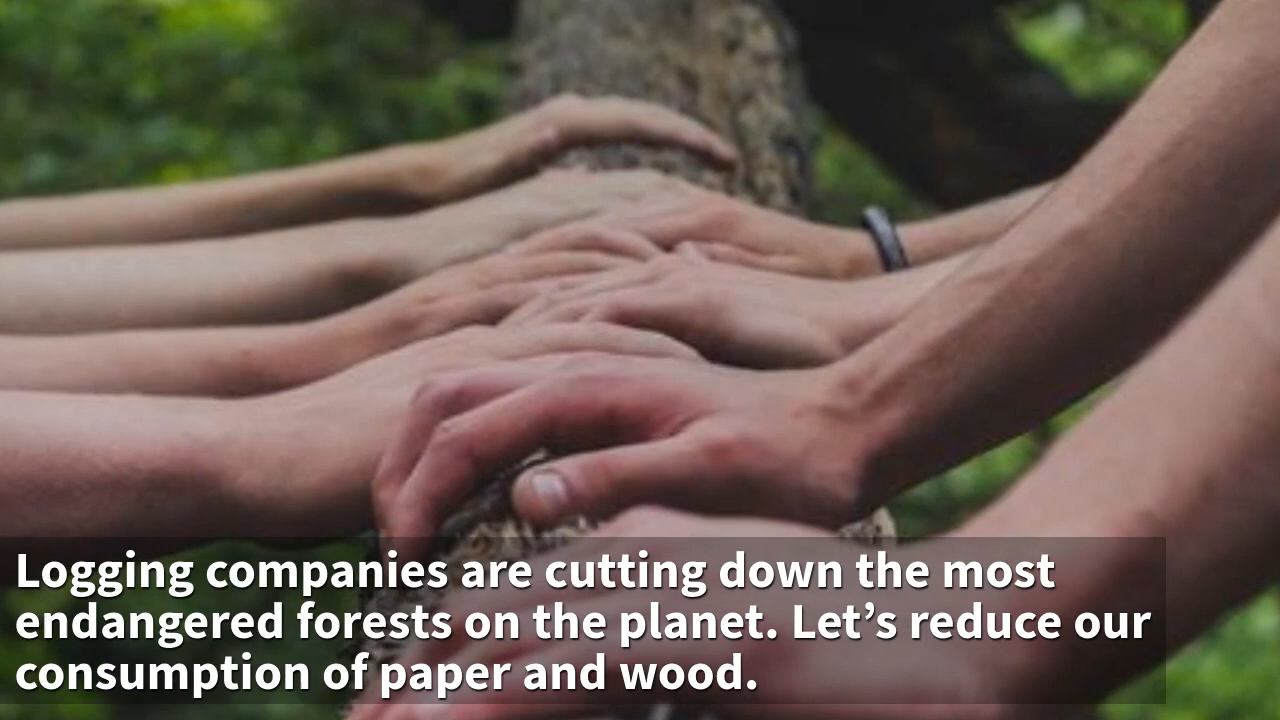 Logging companies are cutting down the most
endangered forests on the planet. Let’s reduce our
consumption of paper and wood.